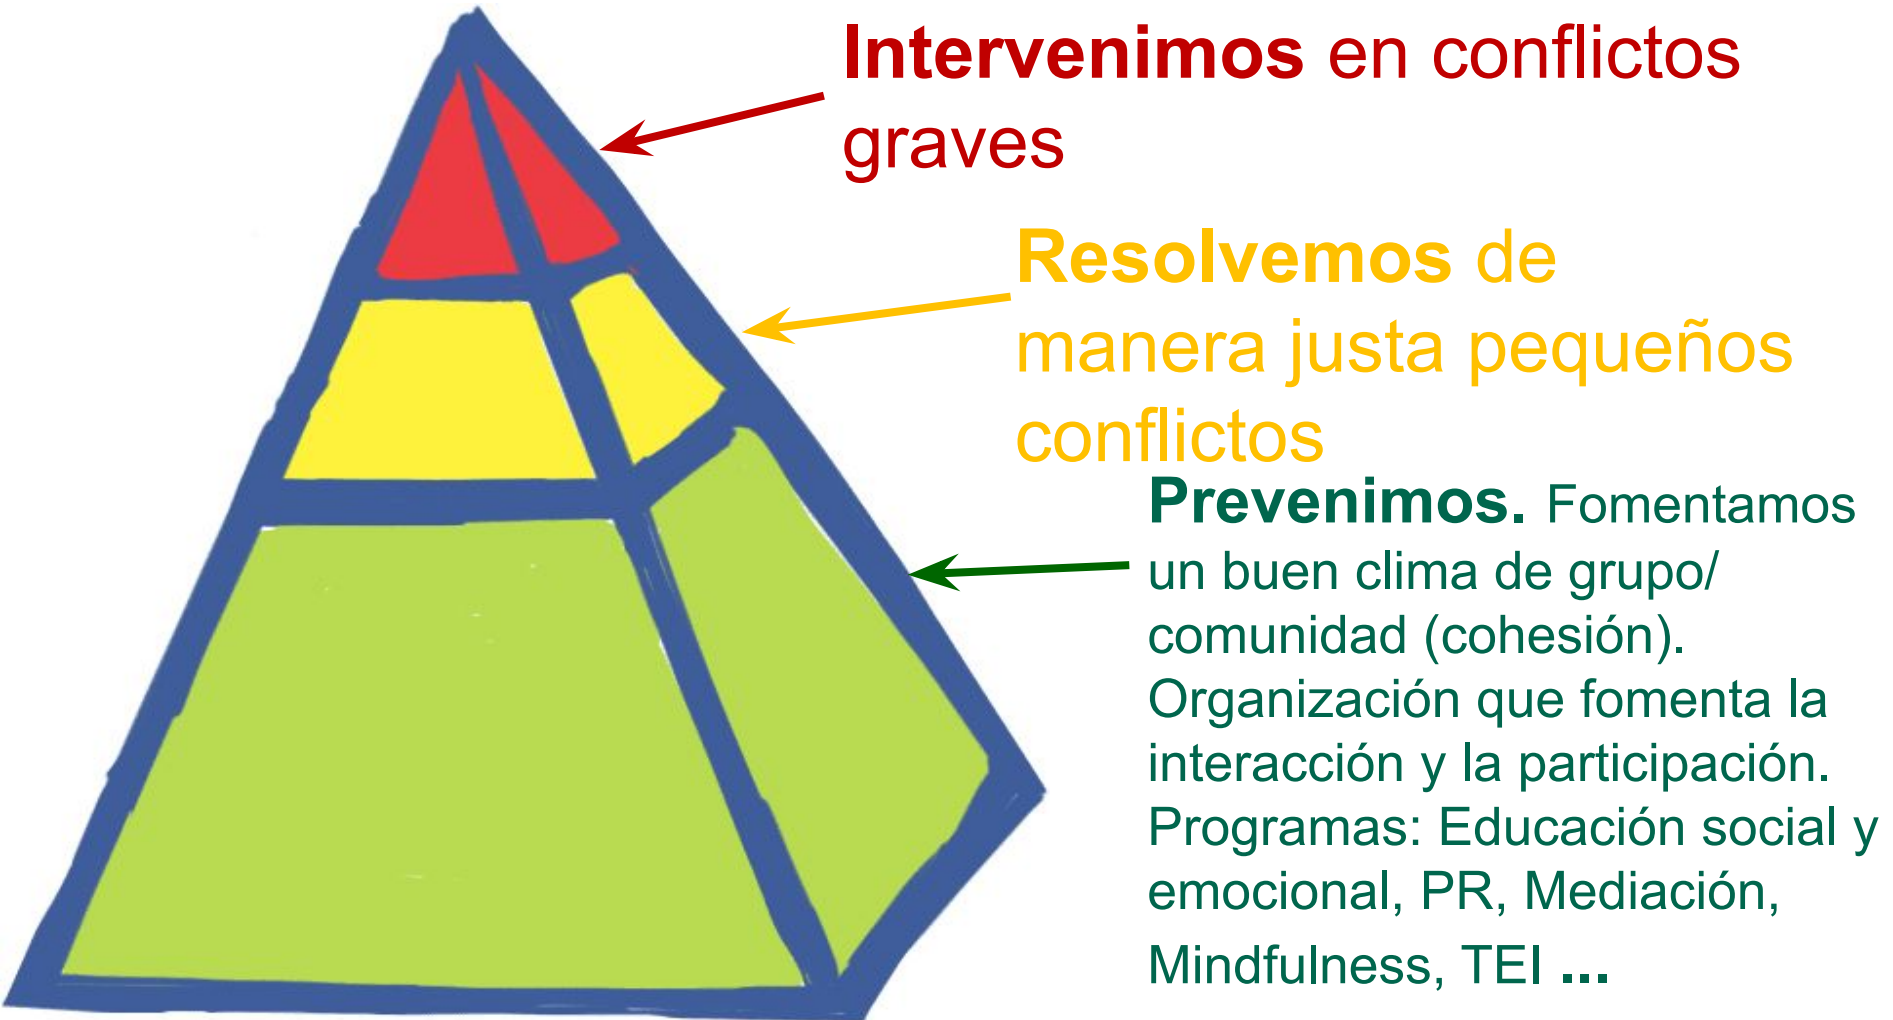 Intervenimos en conflictos
graves
Resolvemos de
manera justa pequeños
conflictos
Prevenimos. Fomentamos
un buen clima de grupo/
comunidad (cohesión).
Organización que fomenta la
interacción y la participación.
Programas: Educación social y
emocional, PR, Mediación,
Mindfulness, TEI ...